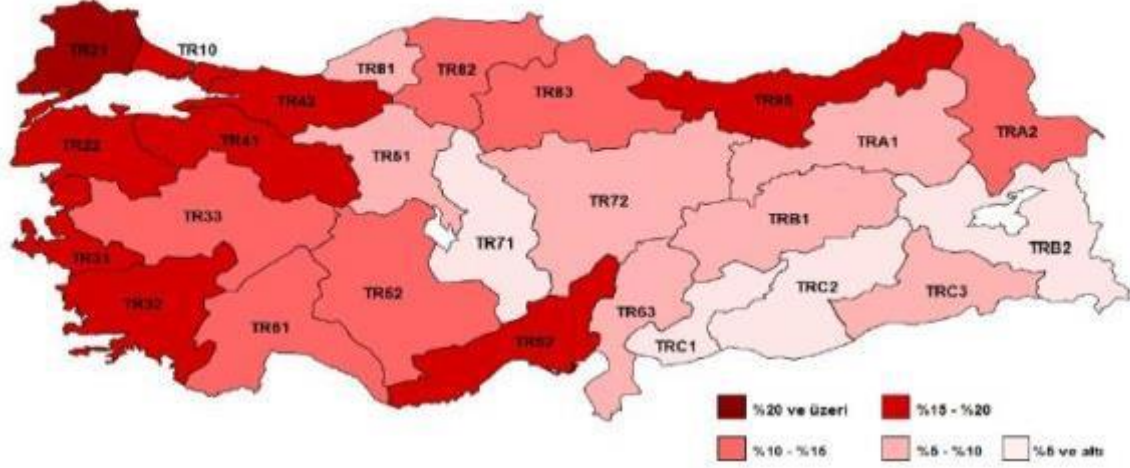 TR21
TR10
TR81
TR82
TR42
TR83
TR90
TR22
TR41
TR51
TRA1
TRA2
TR33
TR72
TRB1
TR71
TRB2
TR31
TR32
TR52
TRC2
TRC3
TR61
TR63
TR62
TRC1
%20 ve üzeri
%15 - %20
%10 - %15
%5 - %10
%5 ve altı